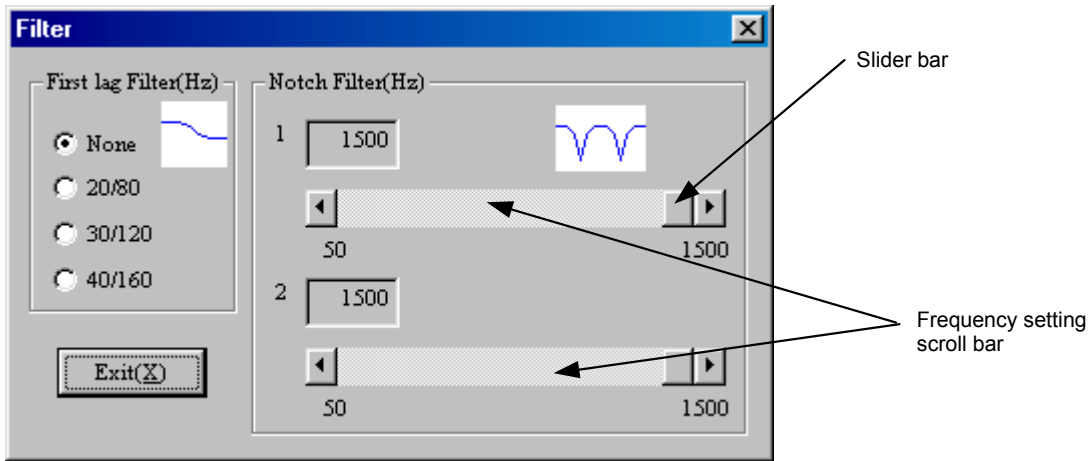 Filter
First lag Filter(Hz)
None
20/80
30/120
40/160
Exit(X)
Notch Filter(Hz)
1
1500
50
1500
2
1500
50
1500
Slider bar
Frequency setting
scroll bar